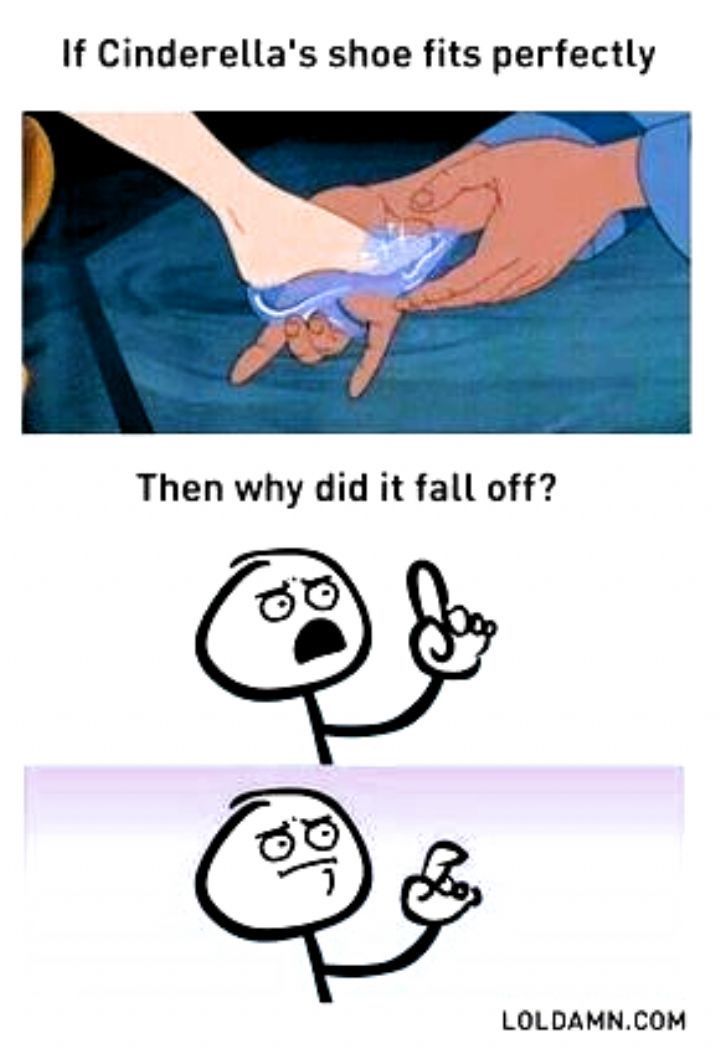 If Cinderella's shoe fits perfectly
Then why did it fall off?
LOLDAMN.COM